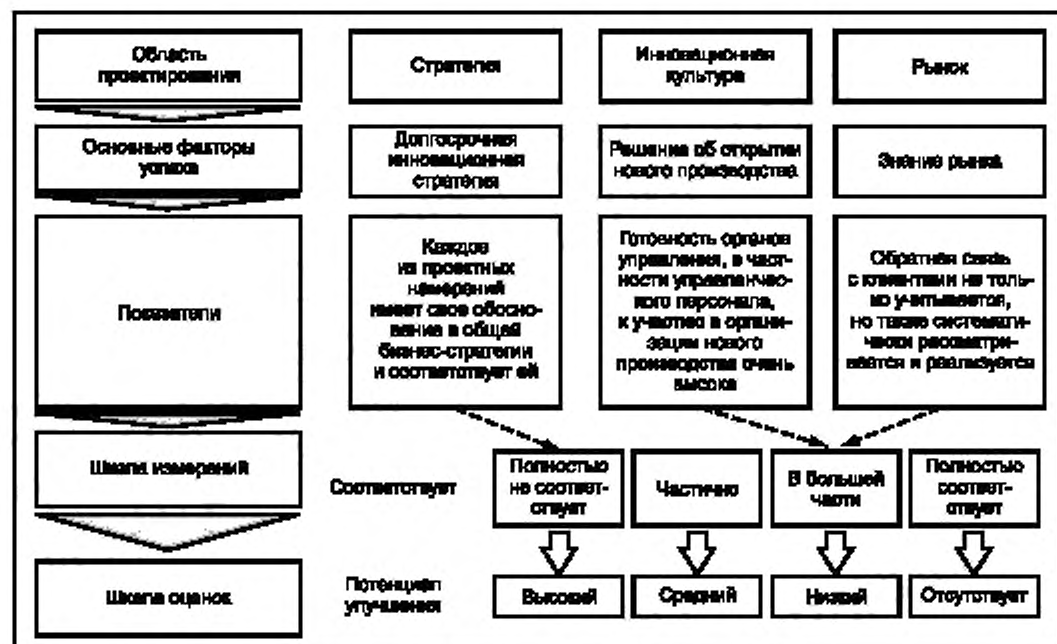 Область
проектирования
Стратегия
Инновационная
культура
Рынок
Основные факторы
успеха
Долгосрочная
инновационная
стратегия
Решение об открытии
нового производства
Знание рынка
Показатели
Каждое
из проектных
намерений
имеет свое обосно-
вание в общей
бизнес-стратегии
и соответствует ей
Готовность органов
управления, в част-
ности управленчес-
кого персонала,
к участию в органи-
зации нового
производства очень
высока
Обратная связь
с клиентами не толь-
ко учитывается,
но также системати-
чески рассматри-
вается и реализуется
Шкала измерений
Соответствует
Полностью
не соответ-
ствует
Частично
В большей
части
Полностью
соответ-
ствует
Шкала оценок
Потенциал
улучшения
Высокий
Средний
Низкий
Отсутствует